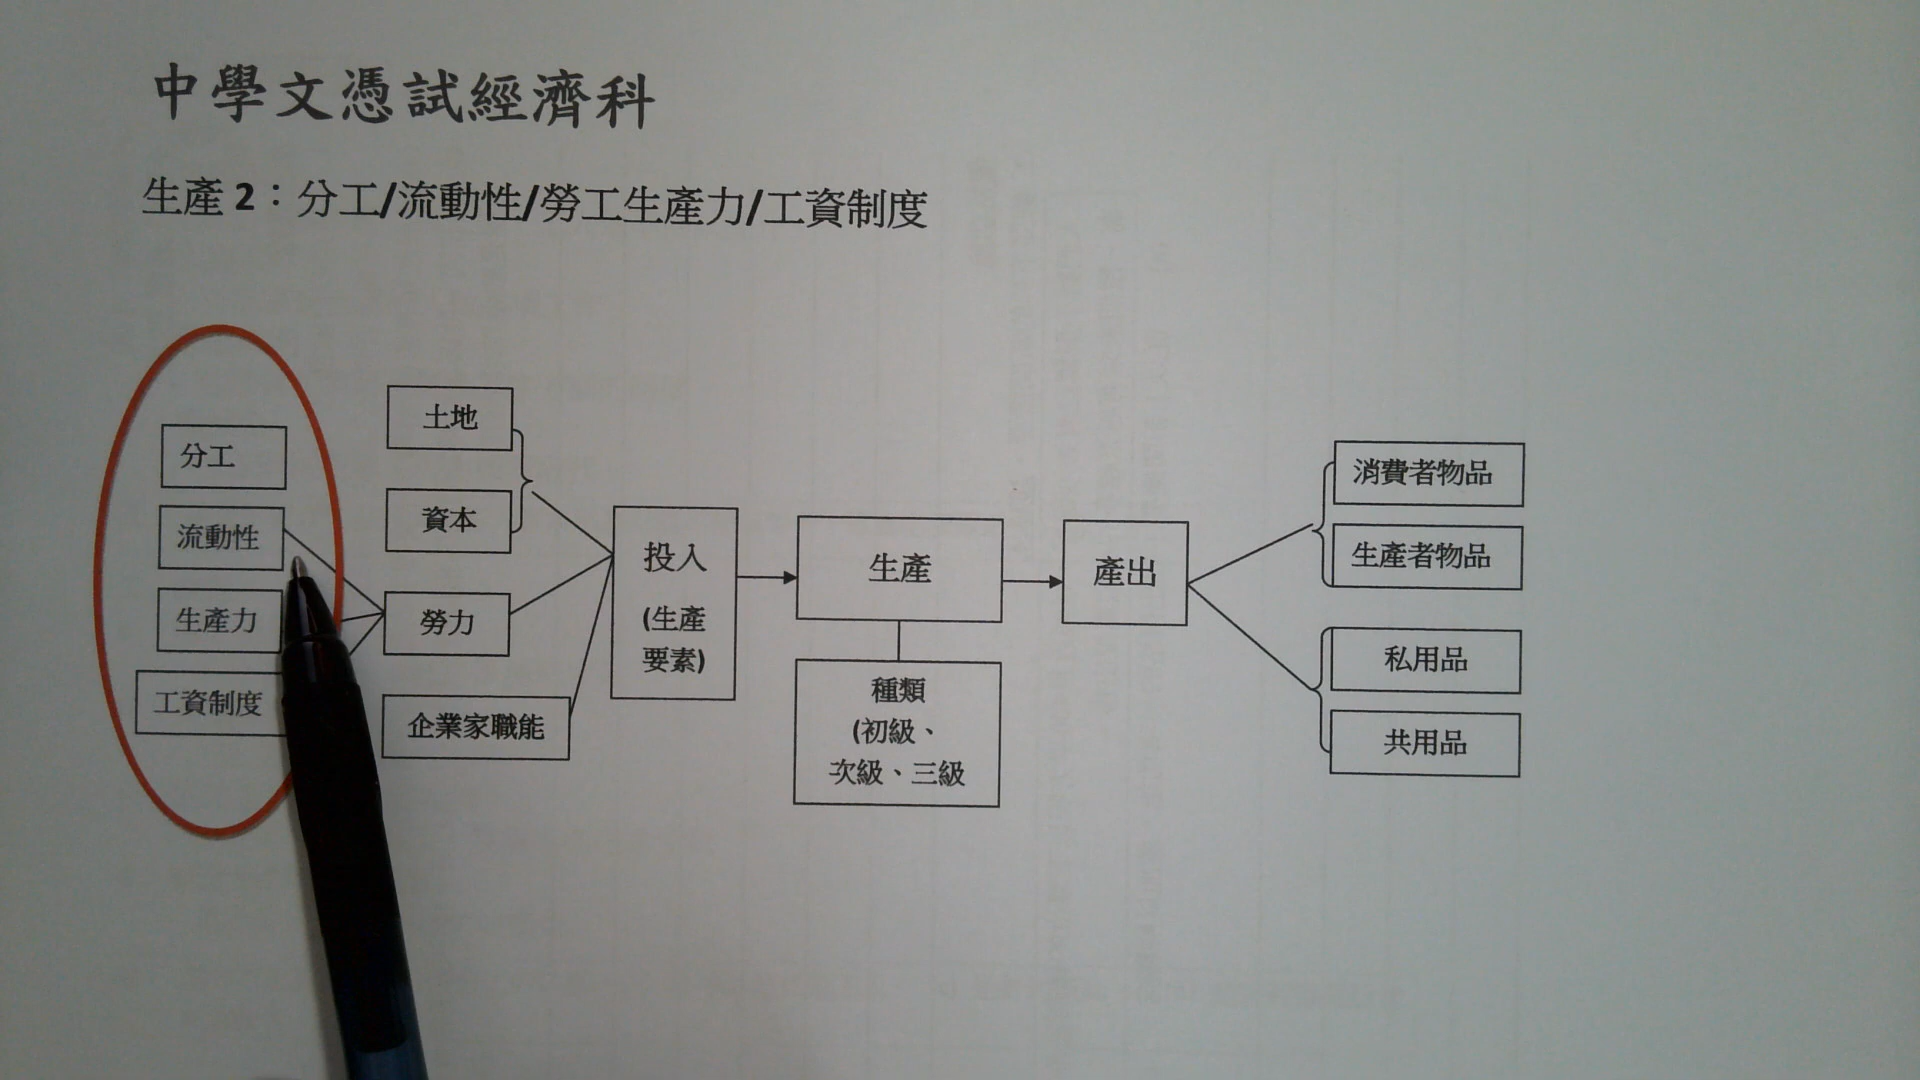 中學文憑試經濟科
生產 2：分工/流動性/勞工生產力/工資制度
分工
流動性
生產力
工資制度
土地
資本
勞力
企業家職能
投入
(生產
要素)
生產
種類
(初級、
次級、三級
產出
消費者物品
生產者物品
私用品
共用品